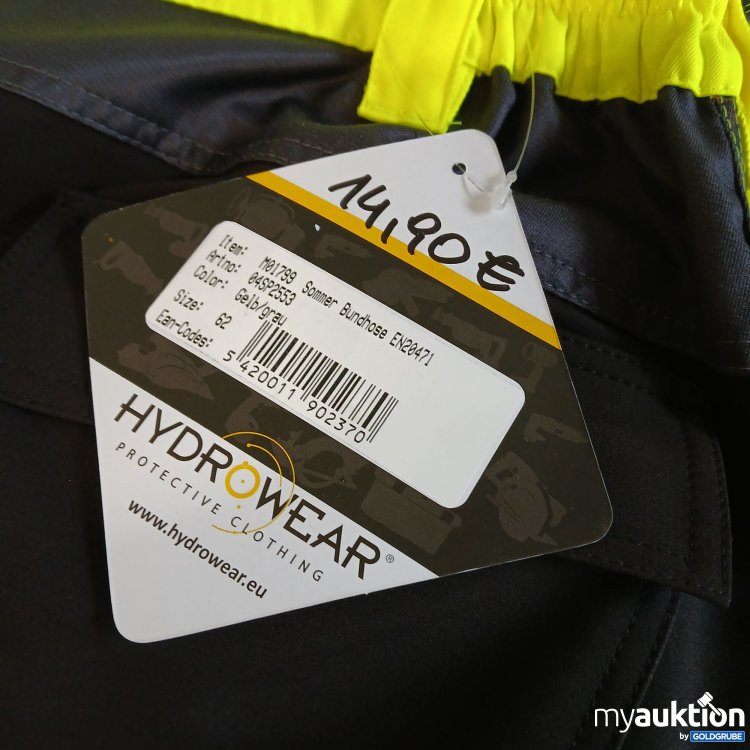 14,90 €
Item: M01799 Sommer Bundhose EN20471
Artno: 04SP2553
Color: Gelb/grau
Size: 62
Ean-Codes:
5 420011 902370
HYDROWEAR®
PROTECTIVE CLOTHING
www.hydrowear.eu
myauktion
by GOLDGRUBE